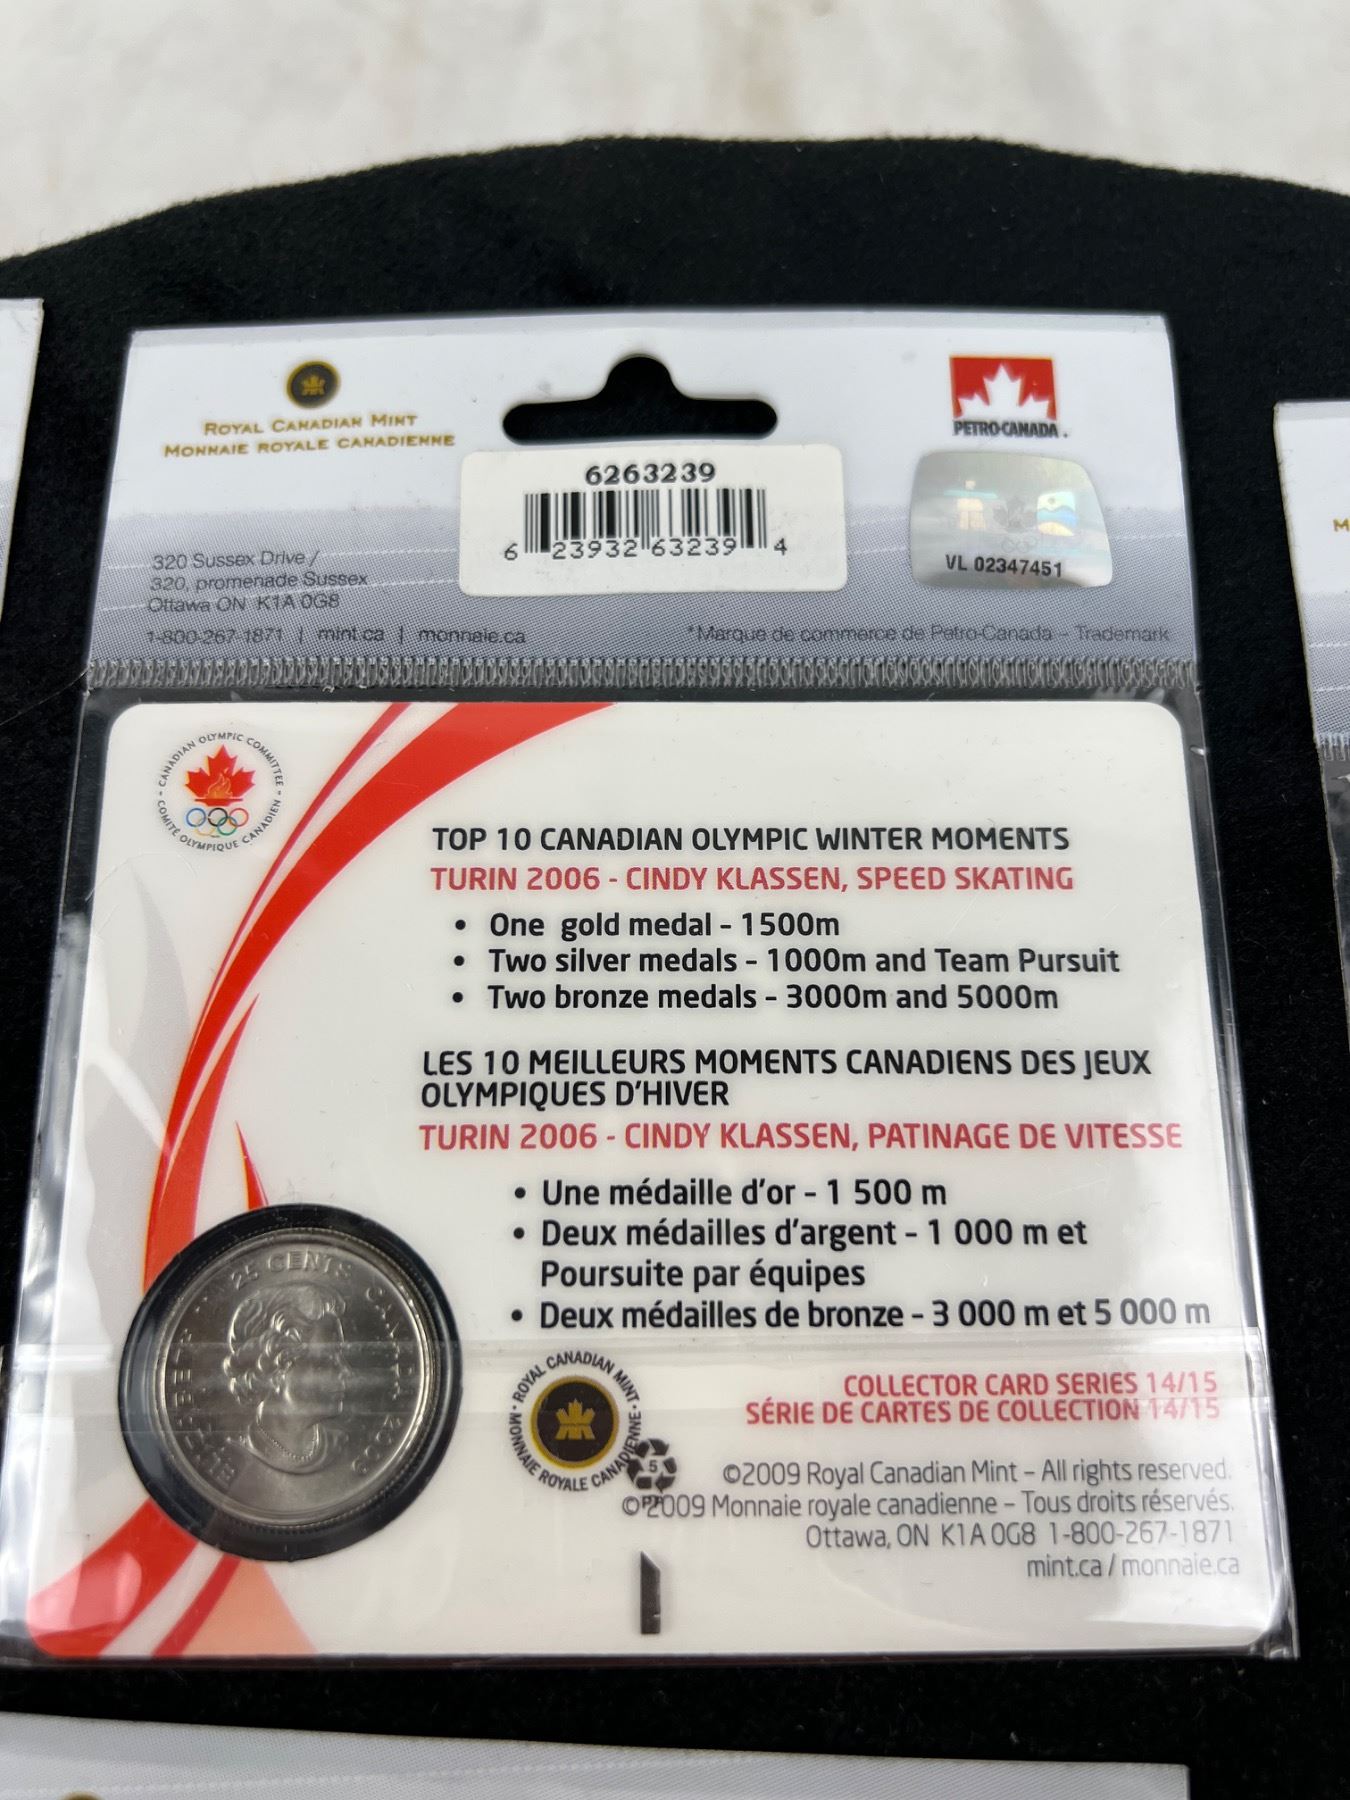 ROYAL CANADIAN MINT
MONNAIE ROYALE CANADIENNE
PETRO-CANADA
6263239
6 23932 63239 4
VL 02347451
320 Sussex Drive /
320, promenade Sussex
Ottawa ON K1A 0G8
1-800-267-1871 | mint.ca | monnaie.ca
*Marque de commerce de Petro-Canada – Trademark
CANADIAN OLYMPIC COMMITTEE
COMITÉ OLYMPIQUE CANADIEN
TOP 10 CANADIAN OLYMPIC WINTER MOMENTS
TURIN 2006 - CINDY KLASSEN, SPEED SKATING
• One gold medal – 1500m
• Two silver medals – 1000m and Team Pursuit
• Two bronze medals – 3000m and 5000m
LES 10 MEILLEURS MOMENTS CANADIENS DES JEUX
OLYMPIQUES D'HIVER
TURIN 2006 - CINDY KLASSEN, PATINAGE DE VITESSE
• Une médaille d'or – 1 500 m
• Deux médailles d'argent – 1 000 m et
Poursuite par équipes
• Deux médailles de bronze – 3 000 m et 5 000 m
25 CENTS CANADA
ROYAL CANADIAN MINT
MONNAIE ROYALE CANADIENNE
5
COLLECTOR CARD SERIES 14/15
SÉRIE DE CARTES DE COLLECTION 14/15
©2009 Royal Canadian Mint – All rights reserved.
©2009 Monnaie royale canadienne – Tous droits réservés.
Ottawa, ON K1A 0G8 1-800-267-1871
mint.ca / monnaie.ca
M